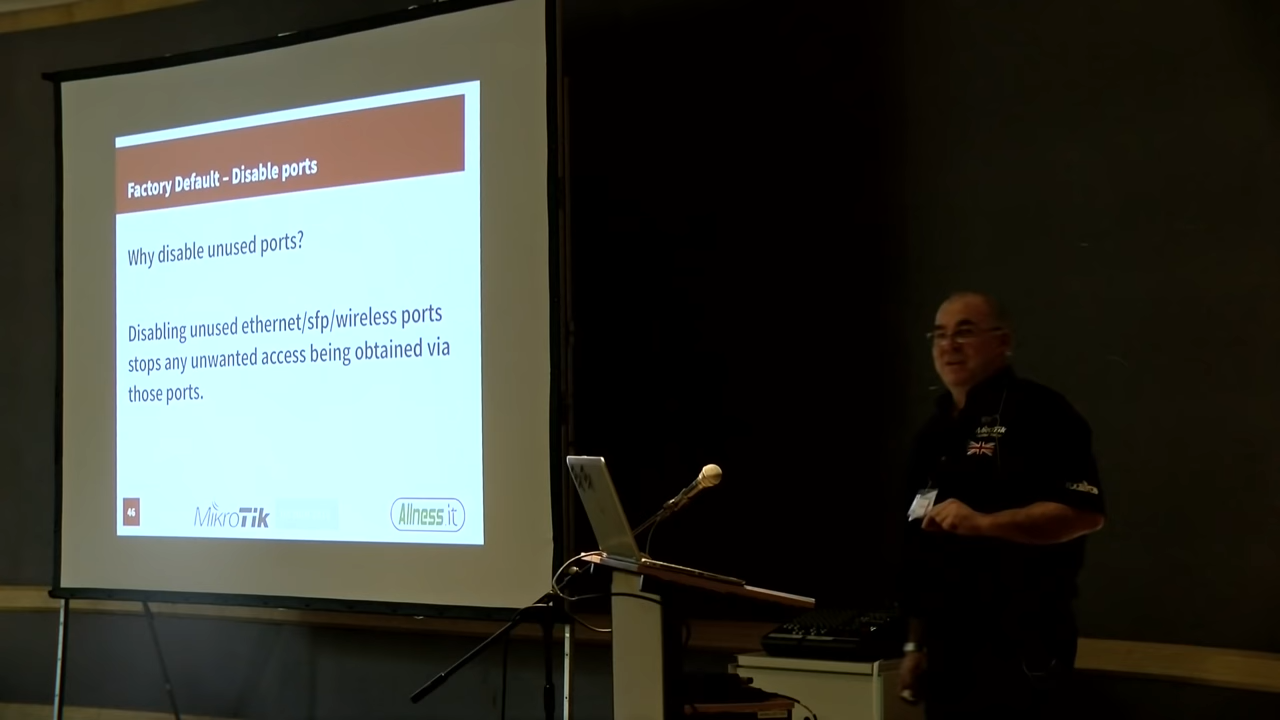 Factory Default – Disable ports
Why disable unused ports?
Disabling unused ethernet/sfp/wireless ports
stops any unwanted access being obtained via
those ports.
46
MikroTik
Allness it
MikroTik